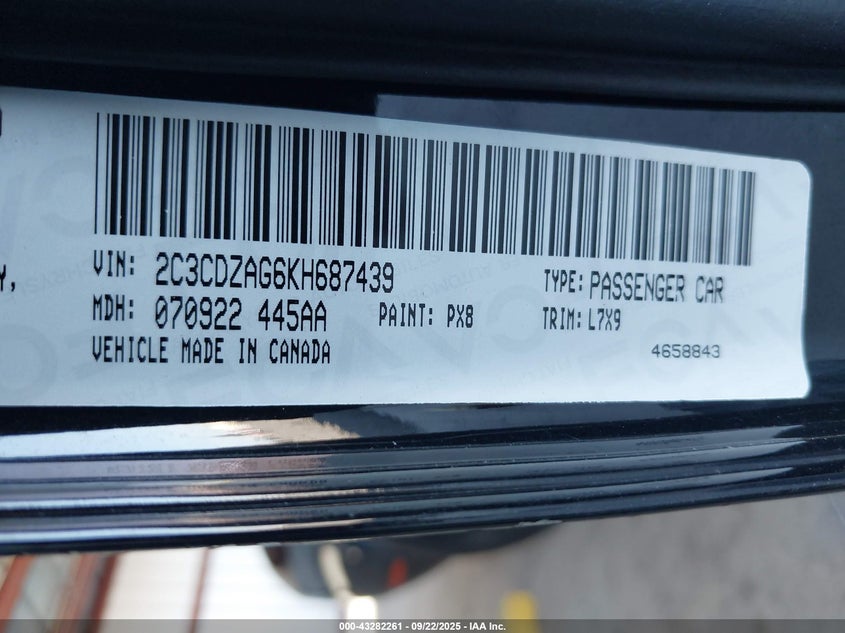 VIN: 2C3CDZAG6KH687439 TYPE: PASSENGER CAR
MDH: 070922 445AA PAINT: PX8 TRIM: L7X9
VEHICLE MADE IN CANADA 4658843
000-43282261 - 09/22/2025 - IAA Inc.